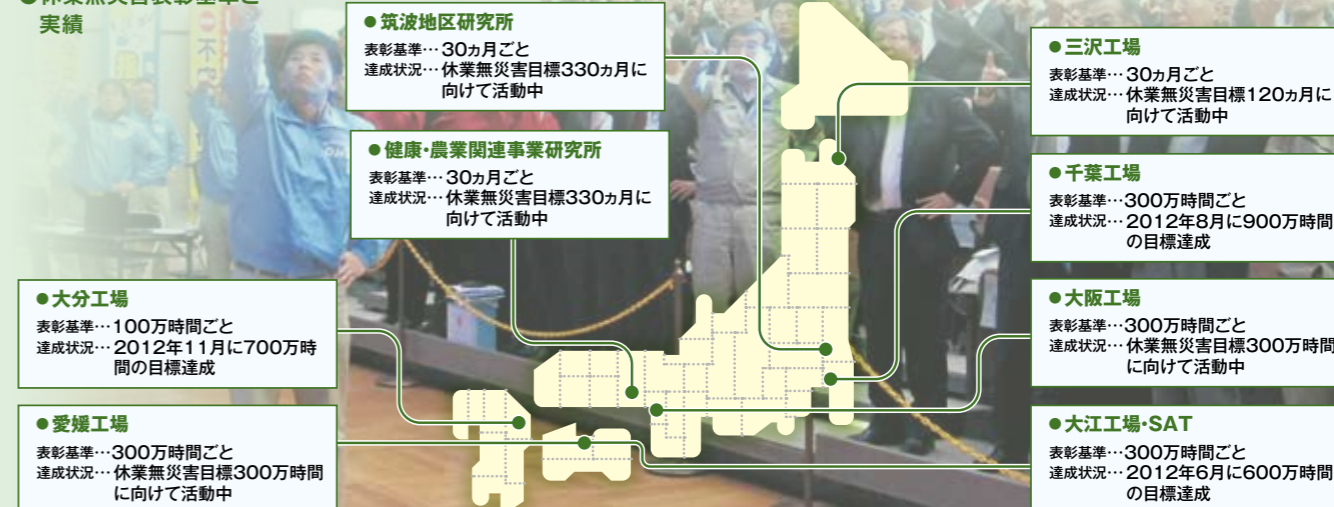 実績
●筑波地区研究所
表彰基準…30ヵ月ごと
達成状況…休業無災害目標330ヵ月に
向けて活動中
●健康・農業関連事業研究所
表彰基準…30ヵ月ごと
達成状況…休業無災害目標330ヵ月に
向けて活動中
●大分工場
表彰基準…100万時間ごと
達成状況…2012年11月に700万時
間の目標達成
●愛媛工場
表彰基準…300万時間ごと
達成状況…休業無災害目標300万時間
に向けて活動中
●三沢工場
表彰基準…30ヵ月ごと
達成状況…休業無災害目標120ヵ月に
向けて活動中
●千葉工場
表彰基準…300万時間ごと
達成状況…2012年8月に900万時間
の目標達成
●大阪工場
表彰基準…300万時間ごと
達成状況…休業無災害目標300万時間
に向けて活動中
●大江工場・SAT
表彰基準…300万時間ごと
達成状況…2012年6月に600万時間
の目標達成